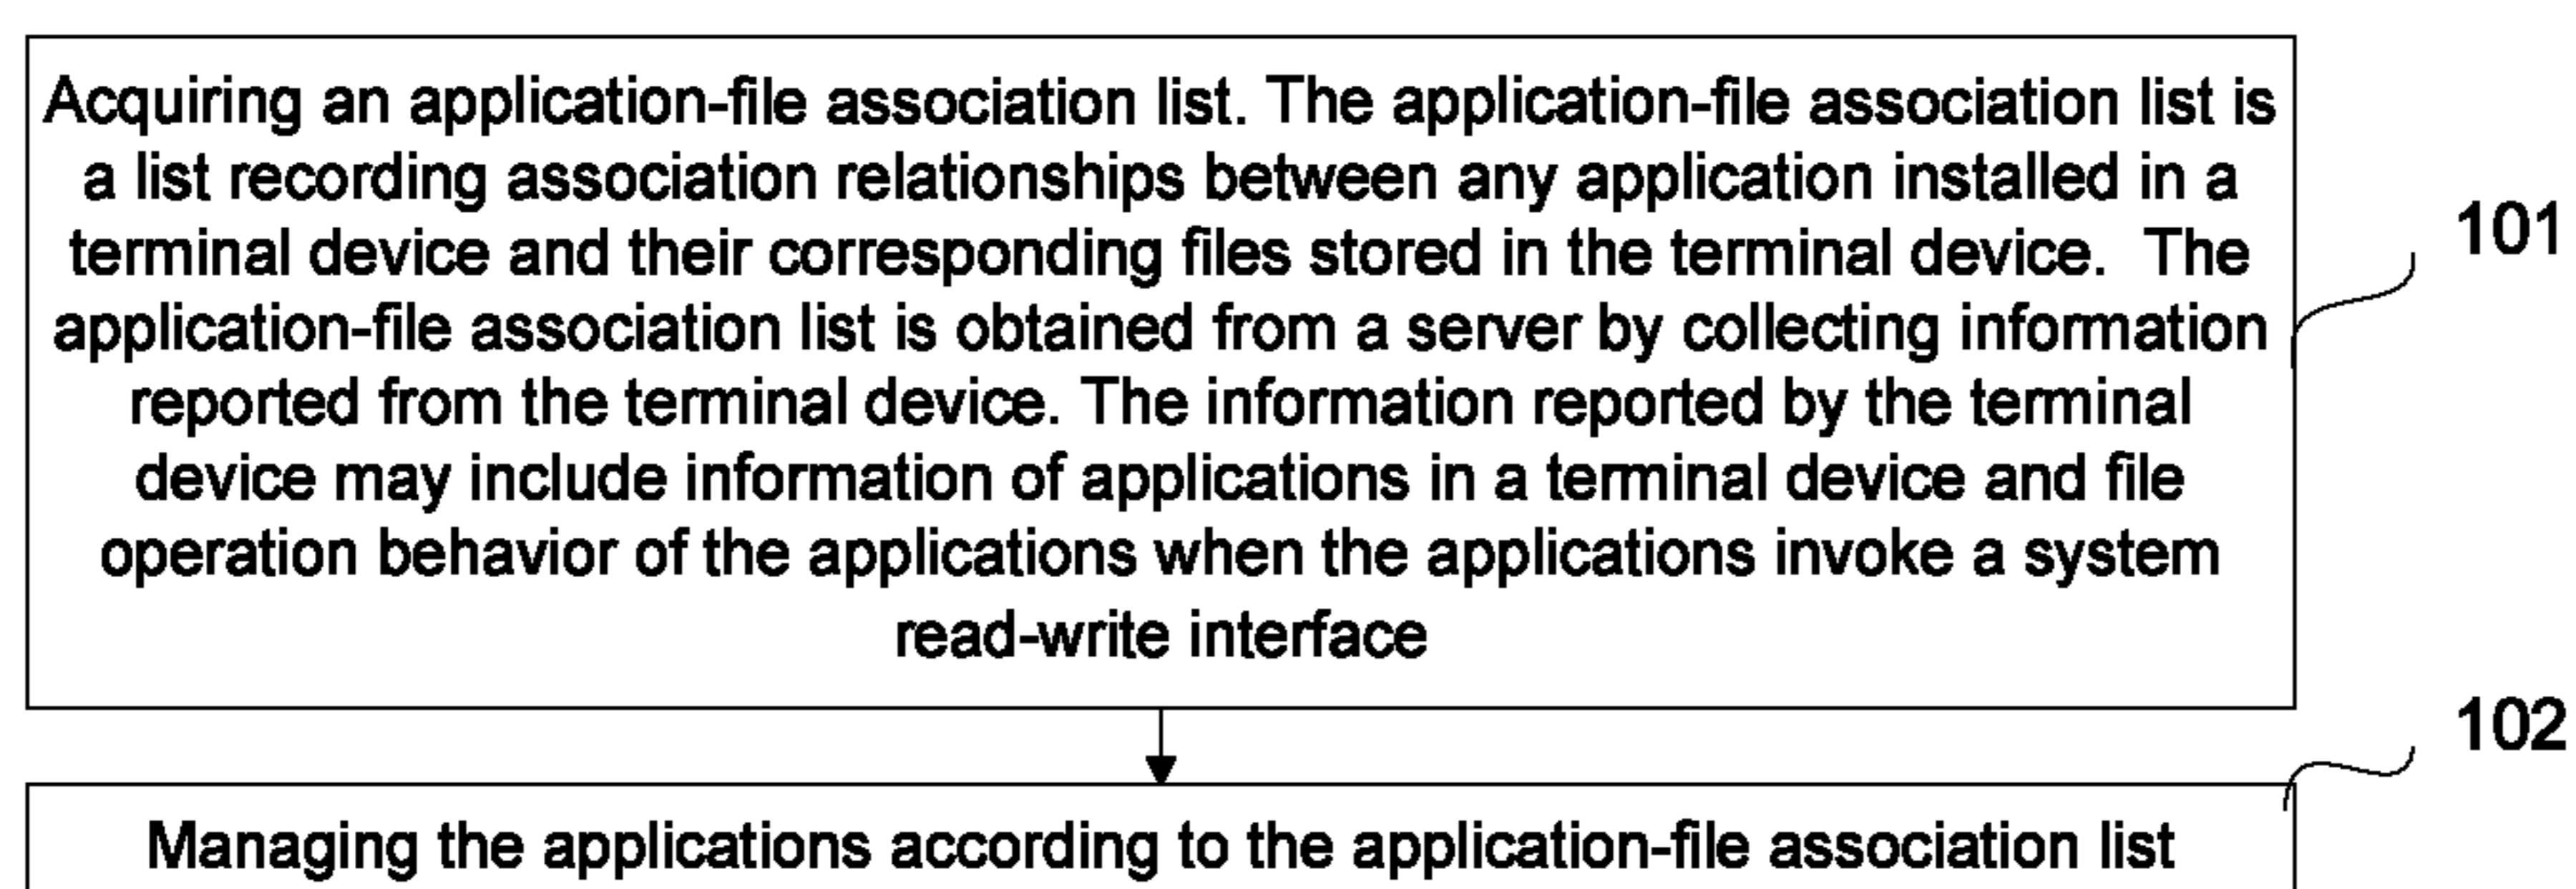 Acquiring an application-file association list. The application-file association list is
a list recording association relationships between any application installed in a
terminal device and their corresponding files stored in the terminal device.  The
application-file association list is obtained from a server by collecting information
reported from the terminal device. The information reported by the terminal
device may include information of applications in a terminal device and file
operation behavior of the applications when the applications invoke a system
read-write interface
101
102
Managing the applications according to the application-file association list